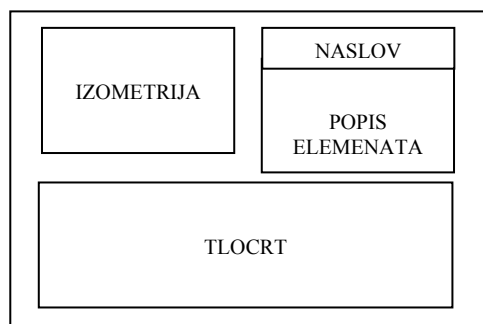 IZOMETRIJA
NASLOV
POPIS
ELEMENATA
TLOCRT